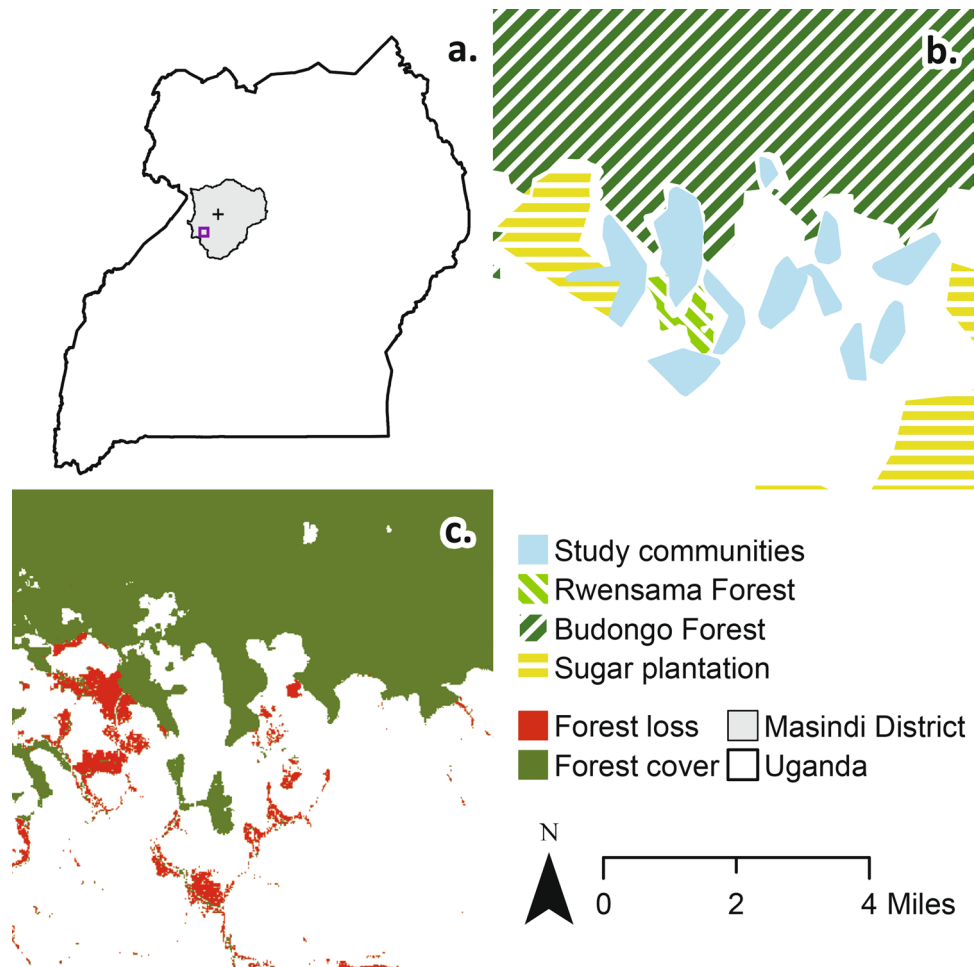 a.
b.
c.
Study communities
Rwensama Forest
Budongo Forest
Sugar plantation
Forest loss
Masindi District
Forest cover
Uganda
N
0 2 4 Miles